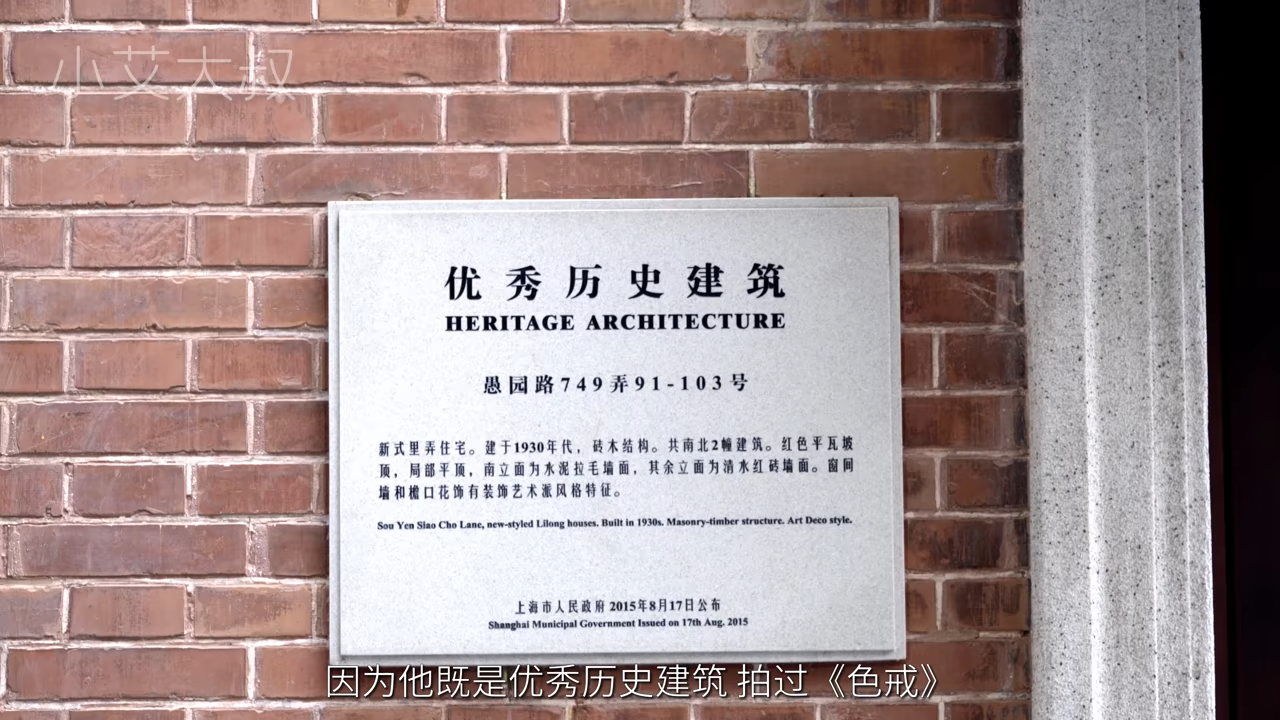 小艾大叔
优秀历史建筑
HERITAGE ARCHITECTURE
愚园路749弄91-103号
新式里弄住宅。建于1930年代，砖木结构。共南北2幢建筑。红色平瓦坡
顶，局部平顶，南立面为水泥拉毛墙面，其余立面为清水红砖墙面。窗间
墙和檐口花饰有装饰艺术派风格特征。
Sou Yen Siao Cho Lane, new-styled Lilong houses. Built in 1930s. Masonry-timber structure. Art Deco style.
上海市人民政府 2015年8月17日公布
Shanghai Municipal Government Issued on 17th Aug. 2015
因为他既是优秀历史建筑 拍过《色戒》